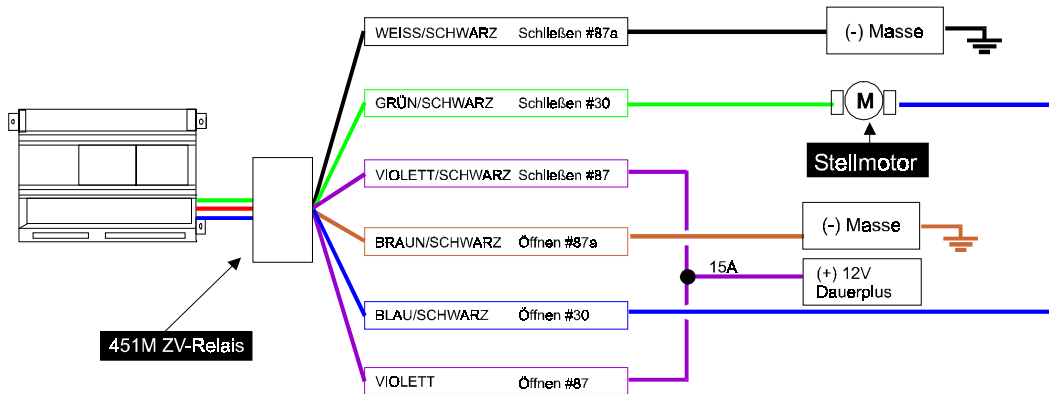 WEISS/SCHWARZ Schließen #87a
(-) Masse
GRÜN/SCHWARZ Schließen #30
M
Stellmotor
VIOLETT/SCHWARZ Schließen #87
BRAUN/SCHWARZ Öffnen #87a
(-) Masse
15A
(+) 12V
Dauerplus
BLAU/SCHWARZ Öffnen #30
451M ZV-Relais
VIOLETT Öffnen #87